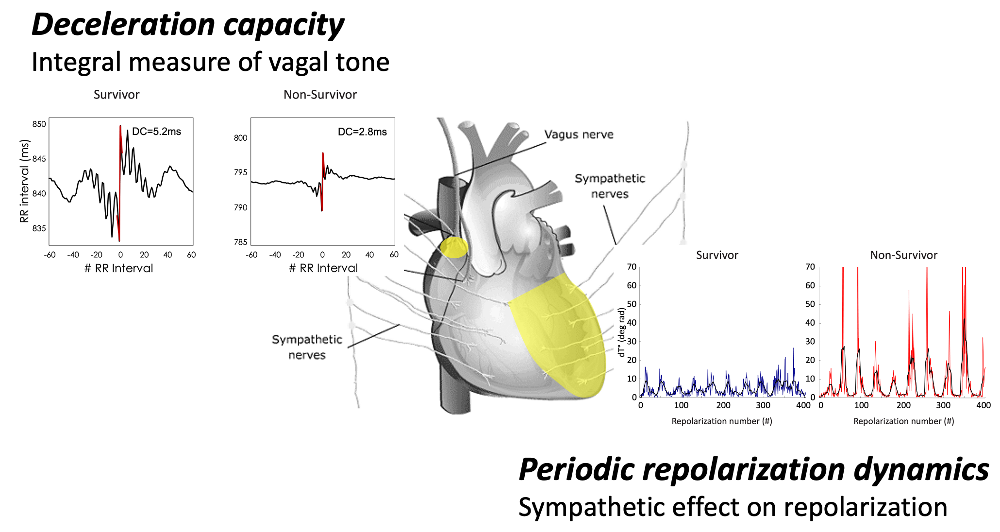 Deceleration capacity
Integral measure of vagal tone
Survivor
Non-Survivor
RR interval (ms)
850
845
840
835
DC=5.2ms
-60 -40 -20 0 20 40 60
# RR Interval
800
795
790
785
DC=2.8ms
-60 -40 -20 0 20 40 60
# RR Interval
Vagus nerve
Sympathetic
nerves
Sympathetic
nerves
Survivor
Non-Survivor
dT° (deg rad)
70
60
50
40
30
20
10
0
0 100 200 300 400
Repolarization number (#)
70
60
50
40
30
20
10
0
0 100 200 300 400
Repolarization number (#)
Periodic repolarization dynamics
Sympathetic effect on repolarization